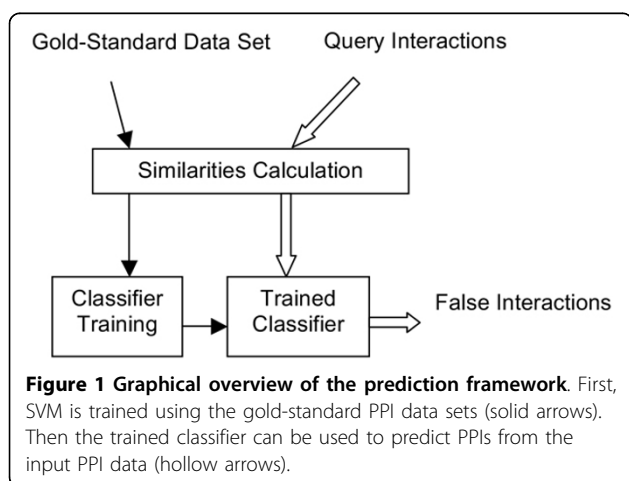 Gold-Standard Data Set Query Interactions
Similarities Calculation
Classifier Training
Trained Classifier
False Interactions
Figure 1 Graphical overview of the prediction framework. First,
SVM is trained using the gold-standard PPI data sets (solid arrows).
Then the trained classifier can be used to predict PPIs from the
input PPI data (hollow arrows).